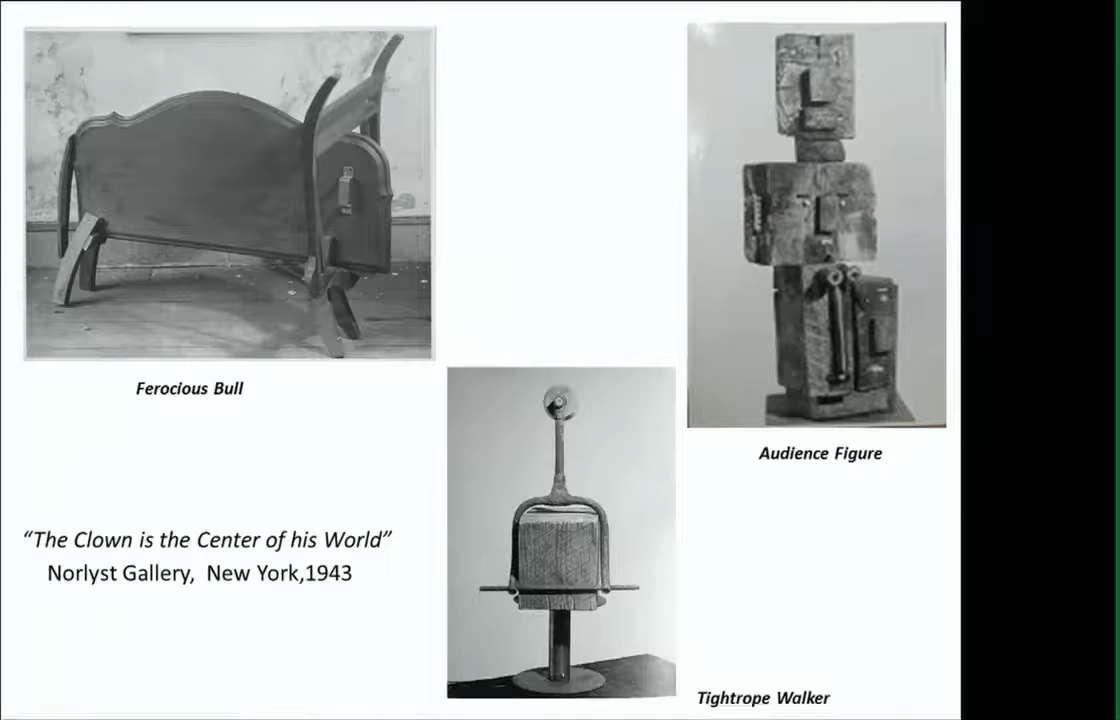 Ferocious Bull
Audience Figure
“The Clown is the Center of his World”
Norlyst Gallery,  New York,1943
Tightrope Walker